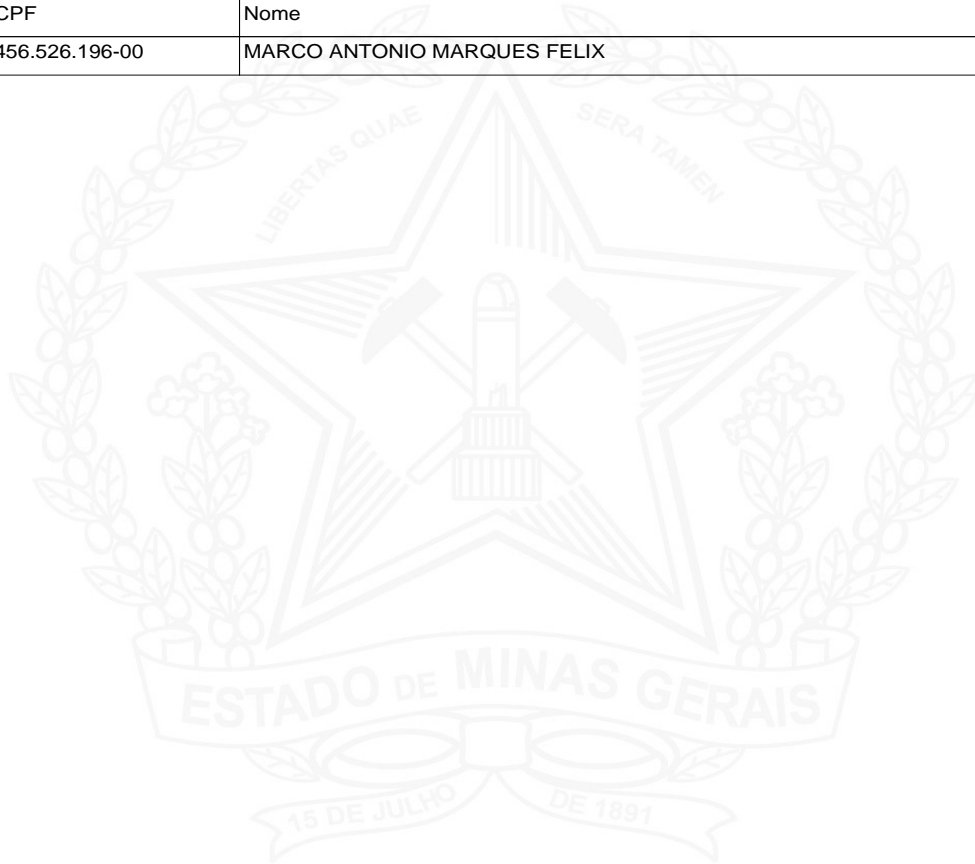 CPF Nome
456.526.196-00 MARCO ANTONIO MARQUES FELIX
LIBERTAS QUAE SERA TAMEN
ESTADO DE MINAS GERAIS
15 DE JULHO DE 1891